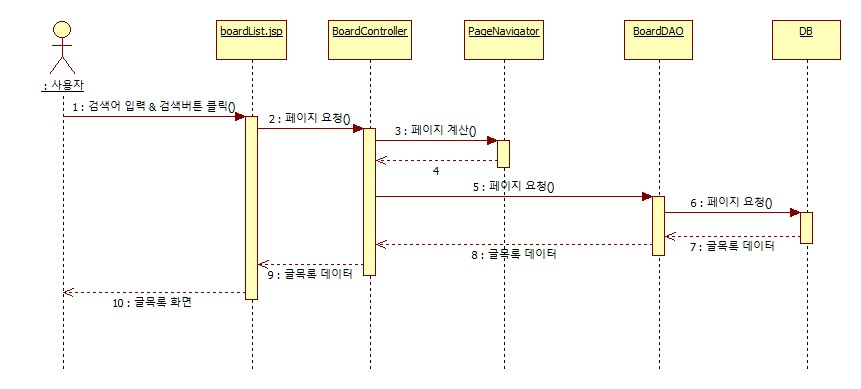 boardList.jsp
BoardController
PageNavigator
BoardDAO
DB
: 사용자
1 : 검색어 입력 & 검색버튼 클릭()
2 : 페이지 요청()
3 : 페이지 계산()
4
5 : 페이지 요청()
6 : 페이지 요청()
7 : 글목록 데이터
8 : 글목록 데이터
9 : 글목록 데이터
10 : 글목록 화면